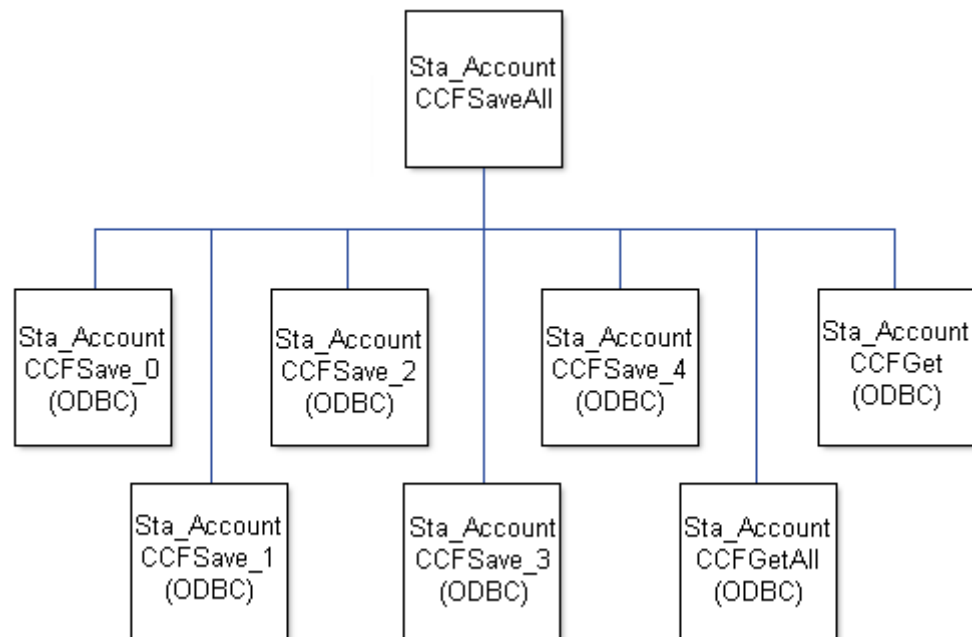 Sta_Account
CCFSaveAll
Sta_Account
CCFSave_0
(ODBC)
Sta_Account
CCFSave_2
(ODBC)
Sta_Account
CCFSave_4
(ODBC)
Sta_Account
CCFGet
(ODBC)
Sta_Account
CCFSave_1
(ODBC)
Sta_Account
CCFSave_3
(ODBC)
Sta_Account
CCFGetAll
(ODBC)